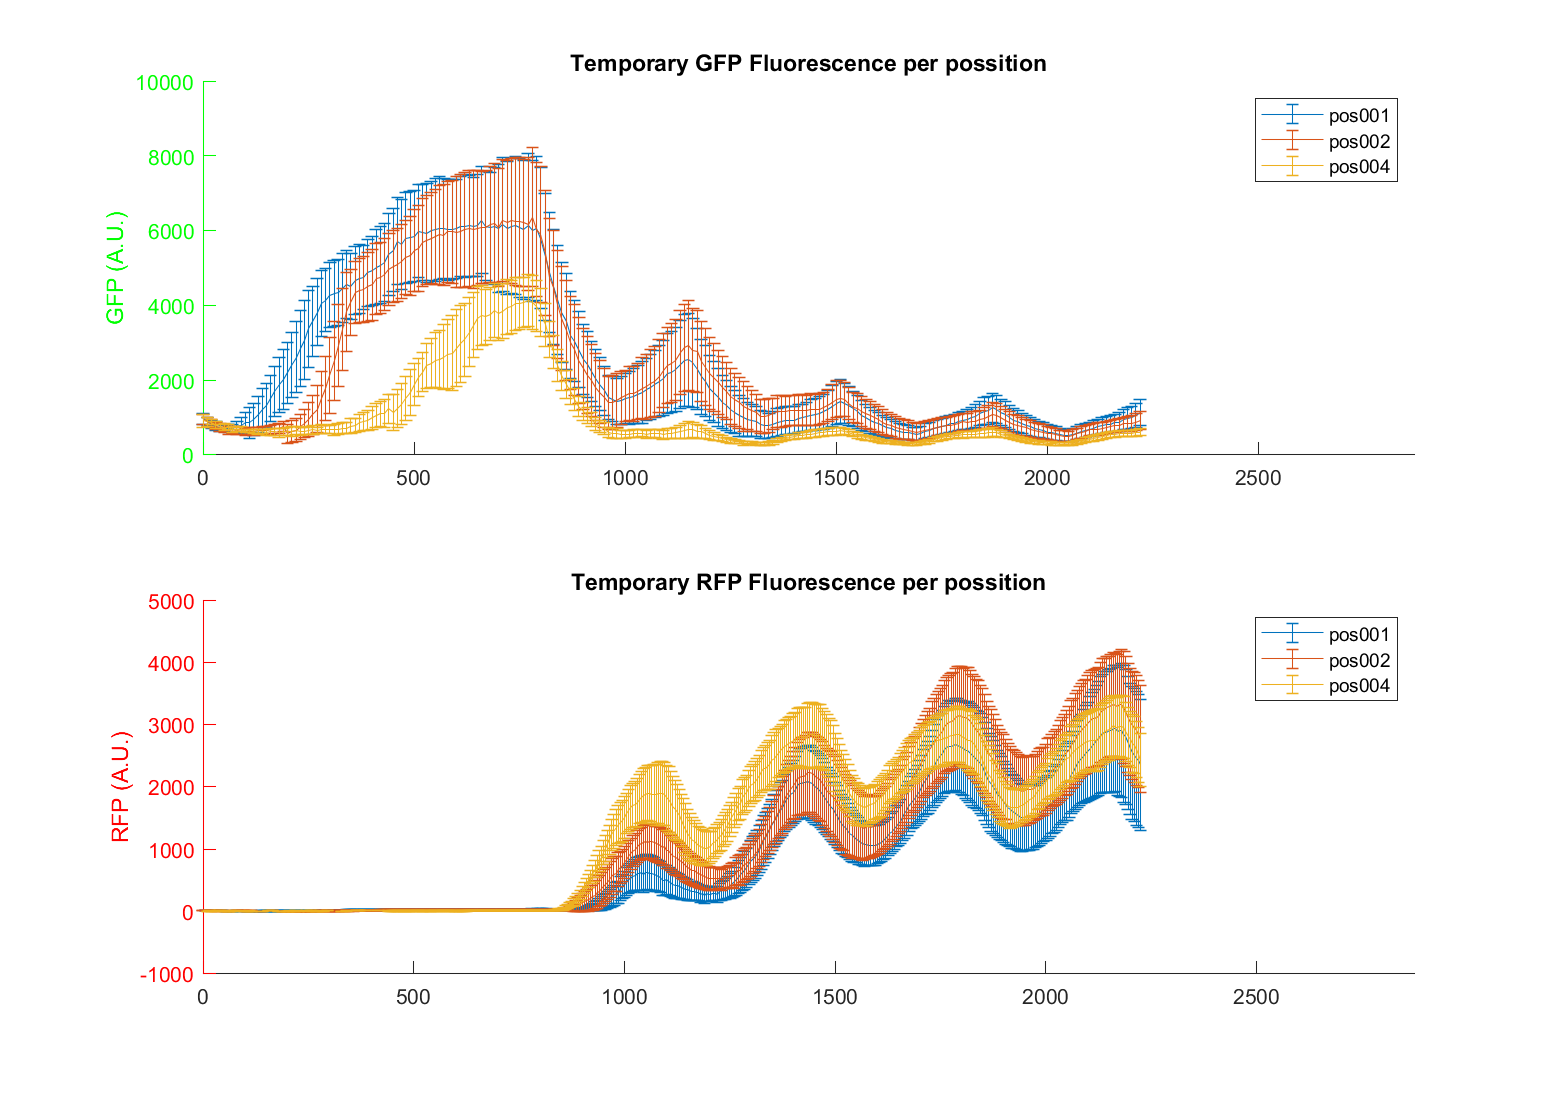 Temporary GFP Fluorescence per possition
10000
8000
6000
4000
2000
0
GFP (A.U.)
pos001
pos002
pos004
0 500 1000 1500 2000 2500
Temporary RFP Fluorescence per possition
5000
4000
3000
2000
1000
0
-1000
RFP (A.U.)
pos001
pos002
pos004
0 500 1000 1500 2000 2500